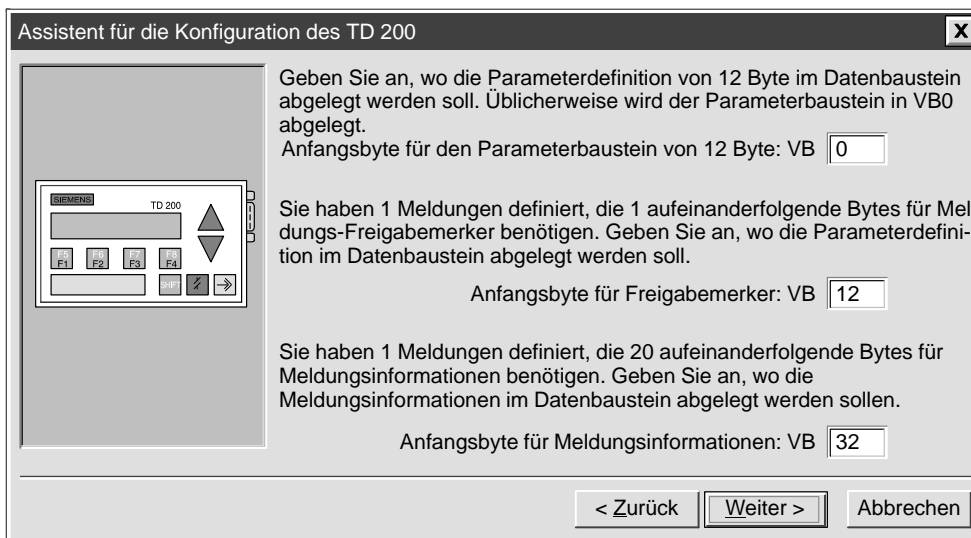 Assistent für die Konfiguration des TD 200
X
Geben Sie an, wo die Parameterdefinition von 12 Byte im Datenbaustein
abgelegt werden soll. Üblicherweise wird der Parameterbaustein in VB0
abgelegt.
Anfangsbyte für den Parameterbaustein von 12 Byte: VB 0
SIEMENS
TD 200
F5 F6 F7 F8
F1 F2 F3 F4
SHIFT
Sie haben 1 Meldungen definiert, die 1 aufeinanderfolgende Bytes für Mel
dungs-Freigabemerker benötigen. Geben Sie an, wo die Parameterdefini-
tion im Datenbaustein abgelegt werden soll.
Anfangsbyte für Freigabemerker: VB 12
Sie haben 1 Meldungen definiert, die 20 aufeinanderfolgende Bytes für
Meldungsinformationen benötigen. Geben Sie an, wo die
Meldungsinformationen im Datenbaustein abgelegt werden sollen.
Anfangsbyte für Meldungsinformationen: VB 32
< Zurück Weiter > Abbrechen